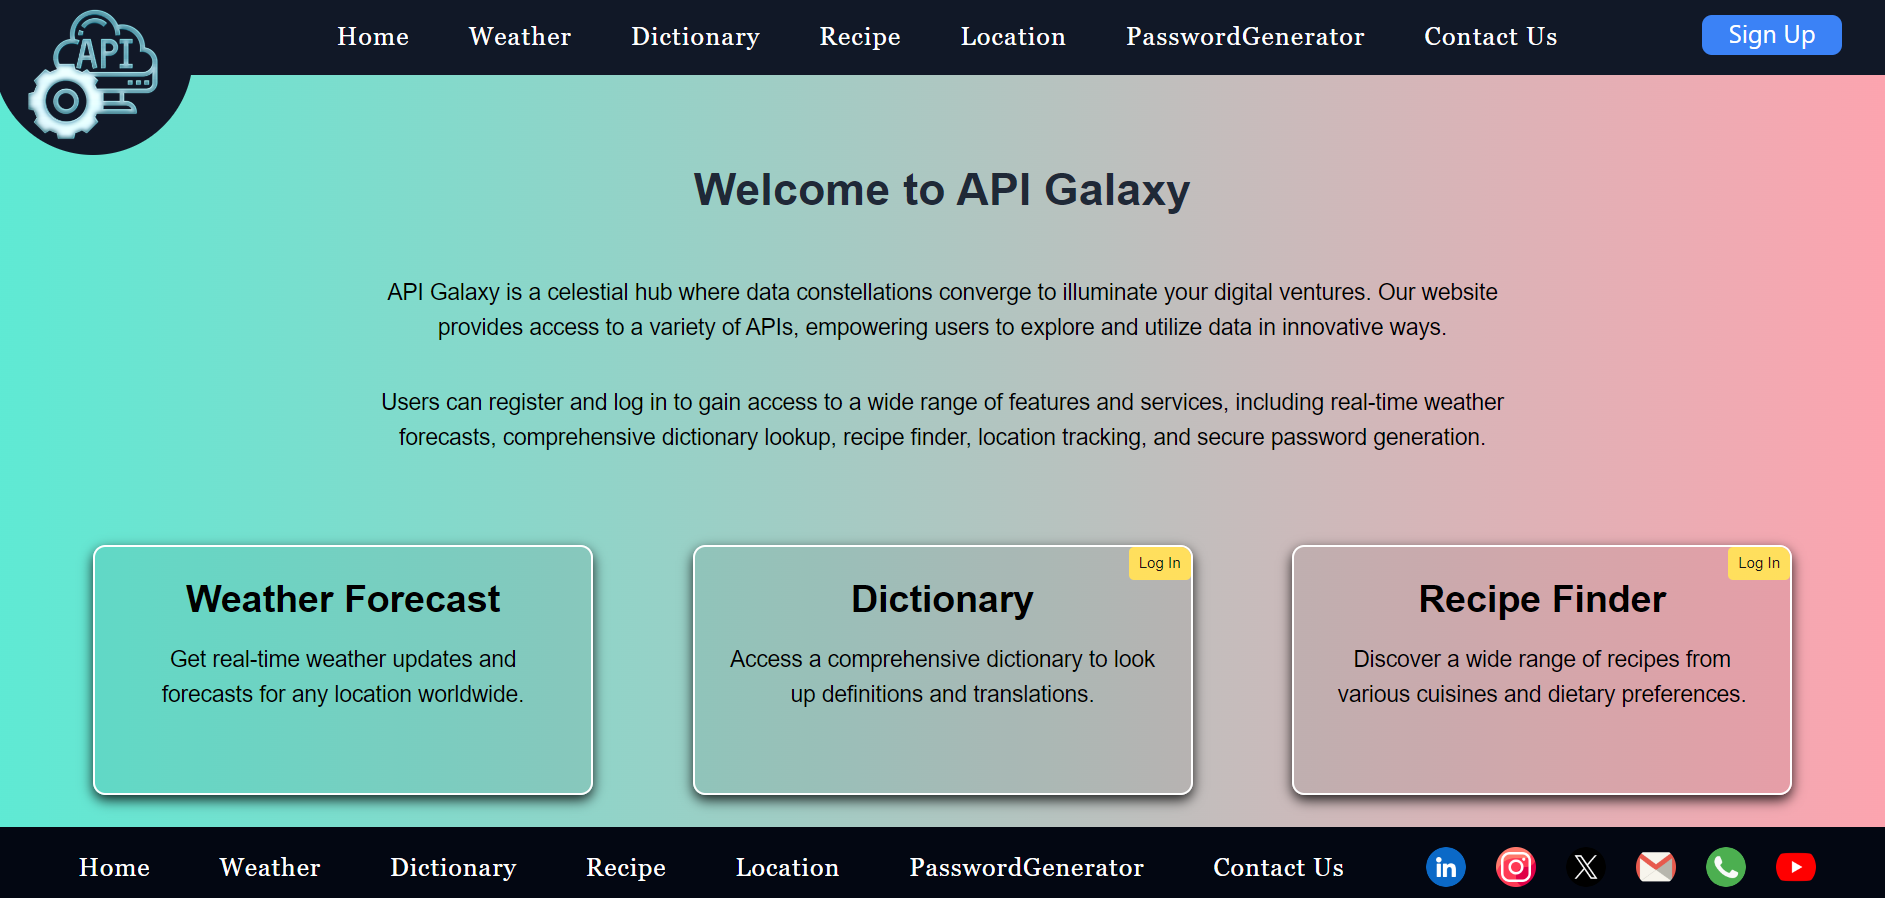 API
Home Weather Dictionary Recipe Location PasswordGenerator Contact Us Sign Up
Welcome to API Galaxy
API Galaxy is a celestial hub where data constellations converge to illuminate your digital ventures. Our website
provides access to a variety of APIs, empowering users to explore and utilize data in innovative ways.
Users can register and log in to gain access to a wide range of features and services, including real-time weather
forecasts, comprehensive dictionary lookup, recipe finder, location tracking, and secure password generation.
Weather Forecast
Get real-time weather updates and
forecasts for any location worldwide.
Log In
Dictionary
Access a comprehensive dictionary to look
up definitions and translations.
Log In
Recipe Finder
Discover a wide range of recipes from
various cuisines and dietary preferences.
Home Weather Dictionary Recipe Location PasswordGenerator Contact Us in X